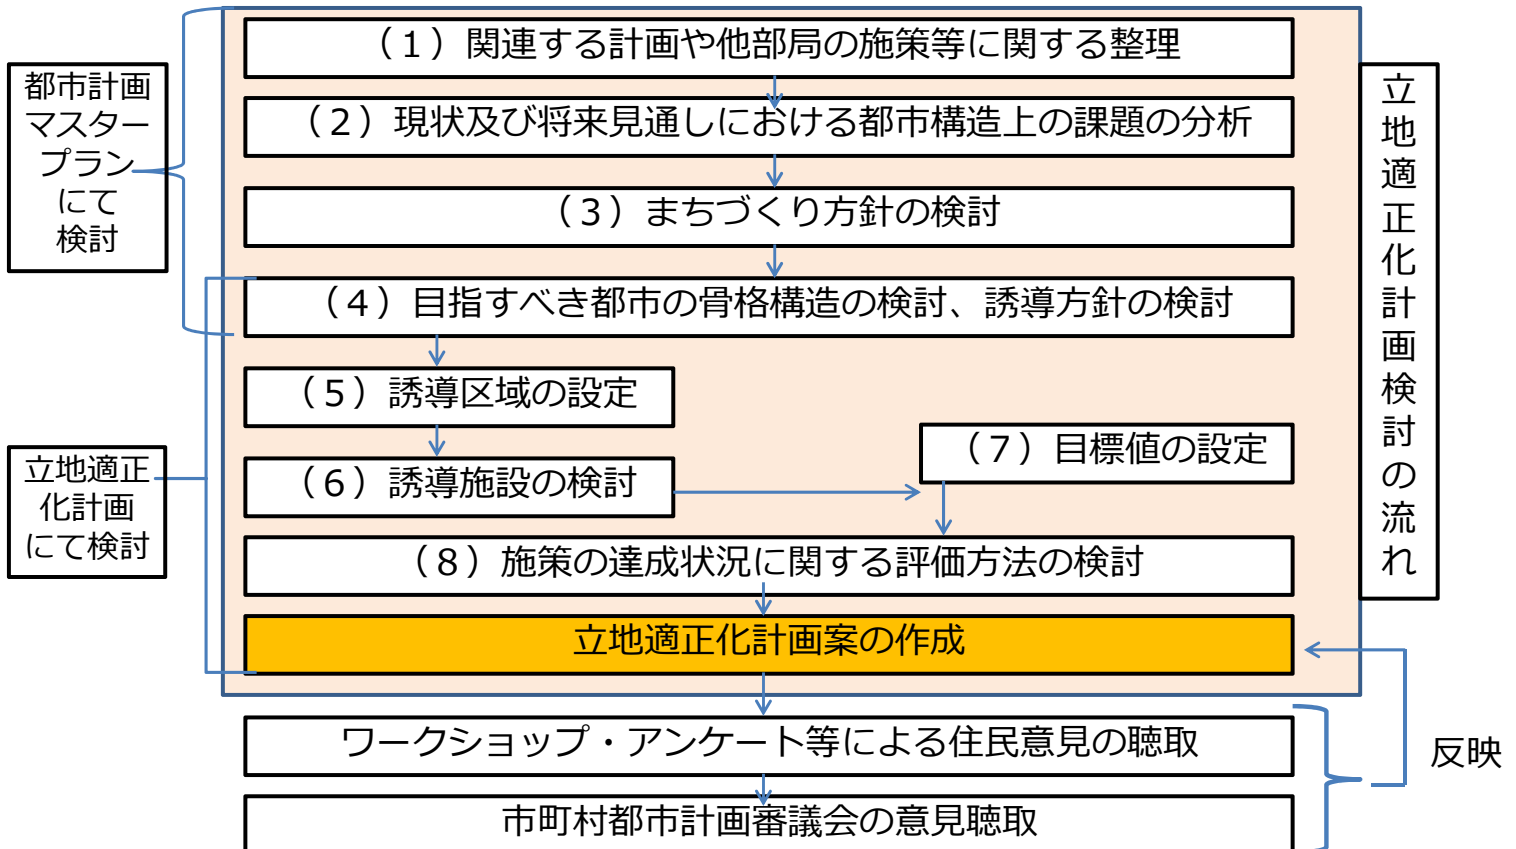 （１）関連する計画や他部局の施策等に関する整理
都市計画
マスター
プラン
にて
検討
（２）現状及び将来見通しにおける都市構造上の課題の分析
（３）まちづくり方針の検討
（４）目指すべき都市の骨格構造の検討、誘導方針の検討
（５）誘導区域の設定
（６）誘導施設の検討
（７）目標値の設定
立地適正
化計画
にて検討
（８）施策の達成状況に関する評価方法の検討
立地適正化計画案の作成
立地適正化計画検討の流れ
ワークショップ・アンケート等による住民意見の聴取
市町村都市計画審議会の意見聴取
反映